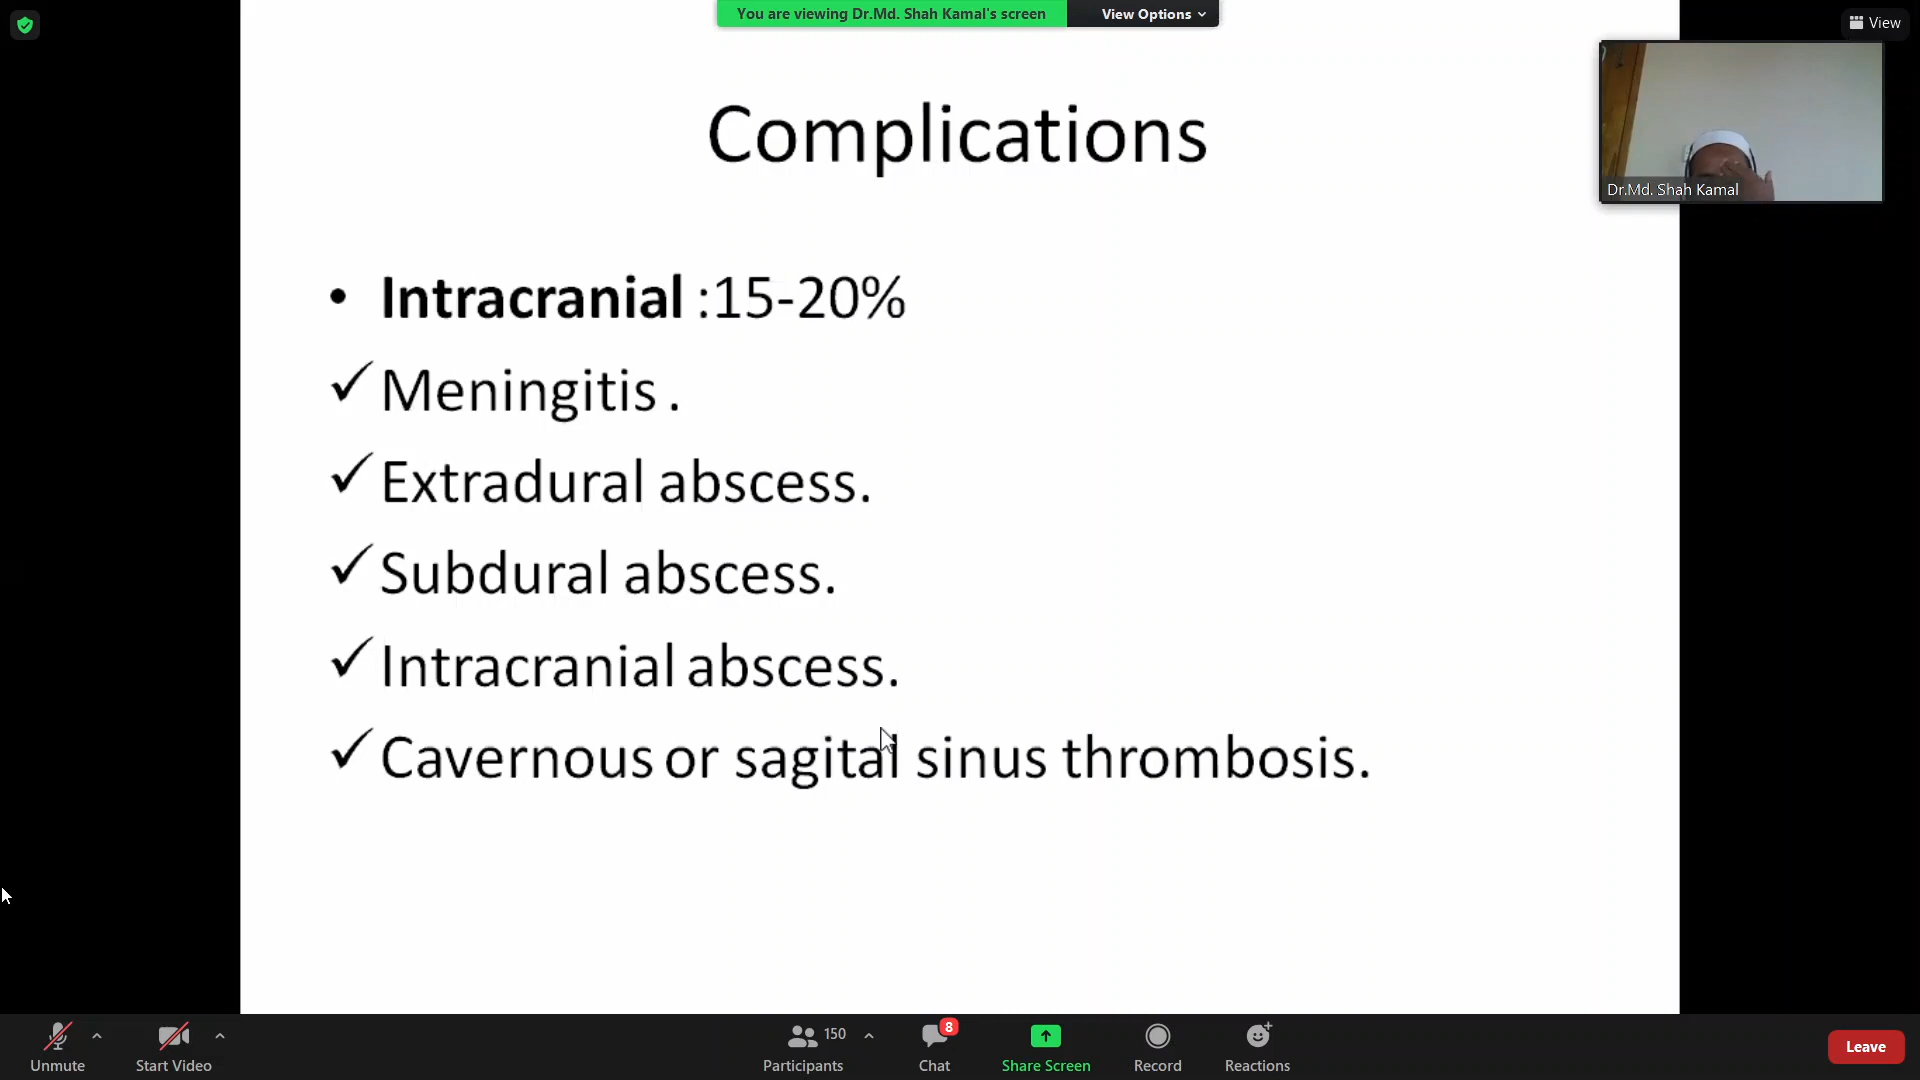 You are viewing Dr.Md. Shah Kamal's screen
View Options
View
Complications
Dr.Md. Shah Kamal
• Intracranial :15-20%
✓ Meningitis .
✓ Extradural abscess.
✓ Subdural abscess.
✓ Intracranial abscess.
✓ Cavernous or sagital sinus thrombosis.
Unmute
Start Video
150
Participants
8
Chat
Share Screen
Record
Reactions
Leave